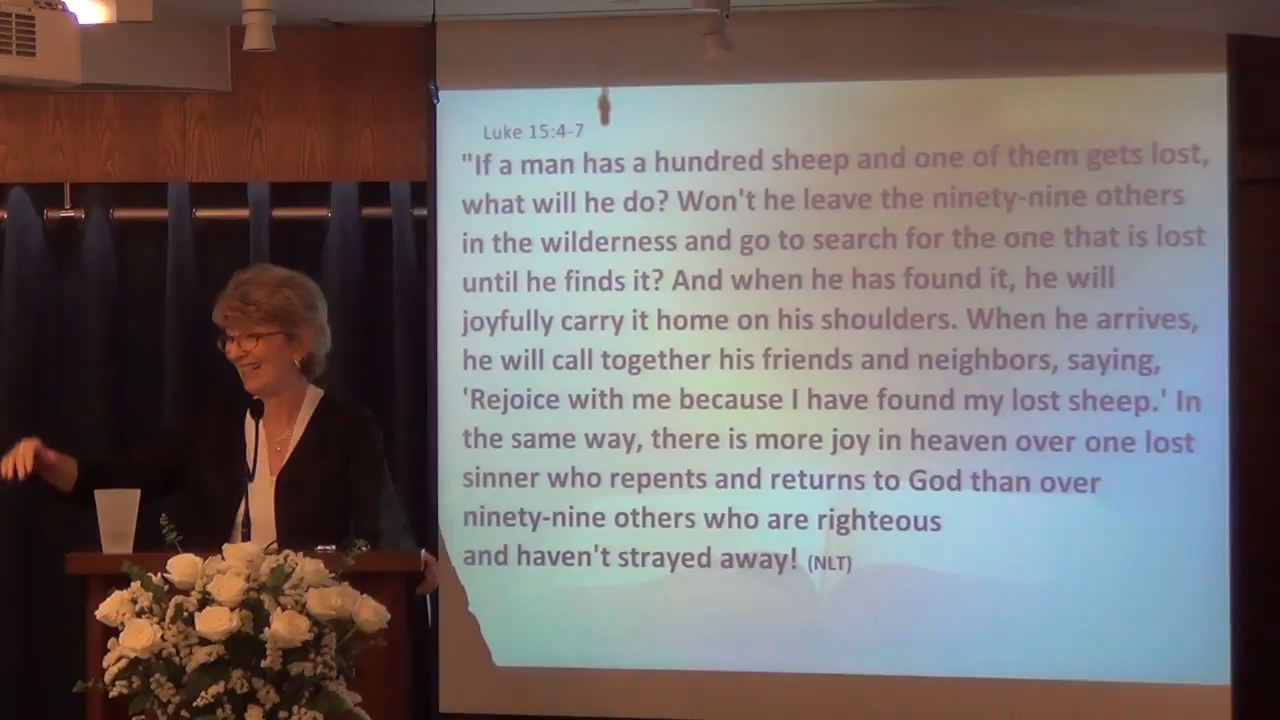 Luke 15:4-7
"If a man has a hundred sheep and one of them gets lost,
what will he do? Won't he leave the ninety-nine others
in the wilderness and go to search for the one that is lost
until he finds it? And when he has found it, he will
joyfully carry it home on his shoulders. When he arrives,
he will call together his friends and neighbors, saying,
'Rejoice with me because I have found my lost sheep.' In
the same way, there is more joy in heaven over one lost
sinner who repents and returns to God than over
ninety-nine others who are righteous
and haven't strayed away! (NLT)